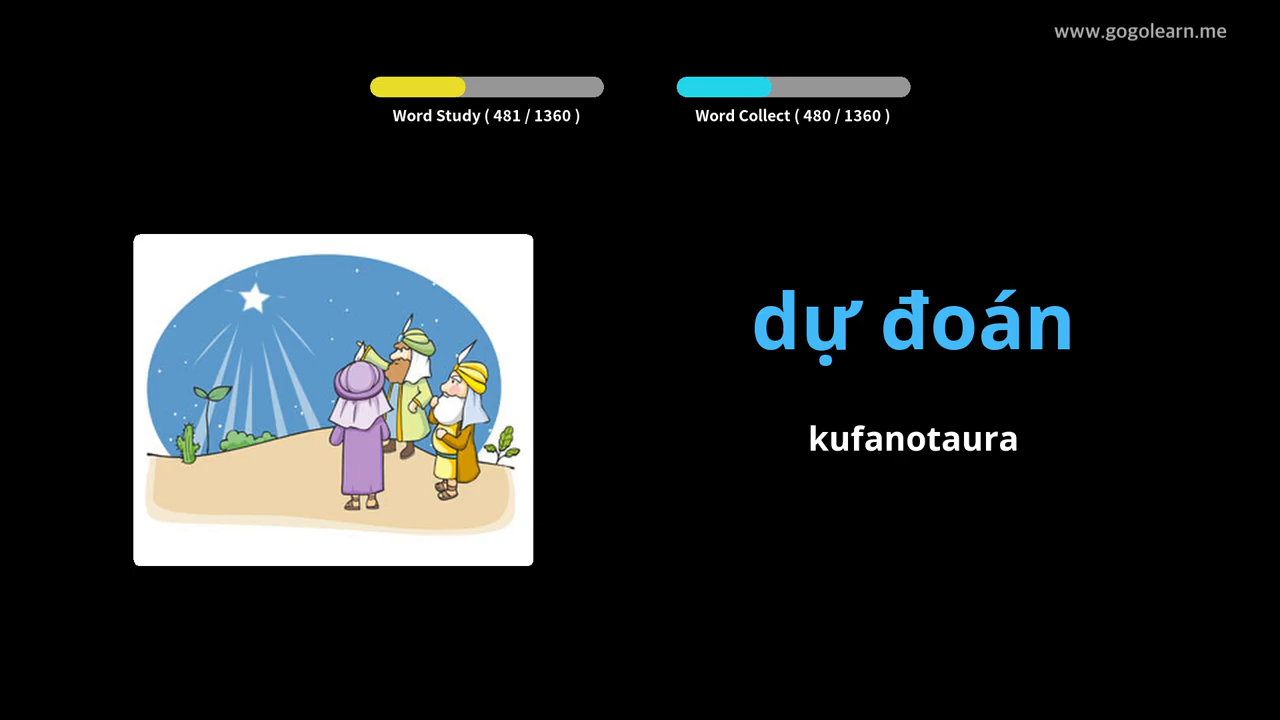 www.gogolearn.me
Word Study ( 481 / 1360 )
Word Collect ( 480 / 1360 )
dự đoán
kufanotaura